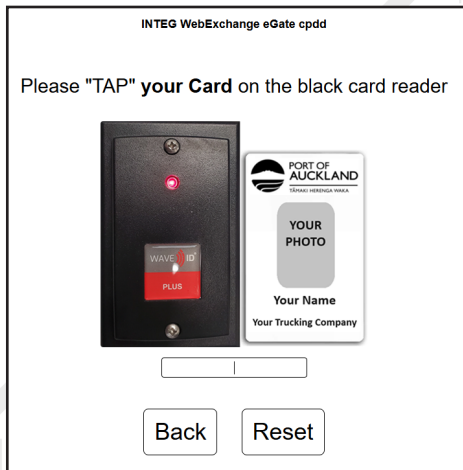 INTEG WebExchange eGate cpdd
Please "TAP" your Card on the black card reader
WAVE ID
PLUS
PORT OF
AUCKLAND
TĀMAKI HERENGA WAKA
YOUR
PHOTO
Your Name
Your Trucking Company
Back
Reset